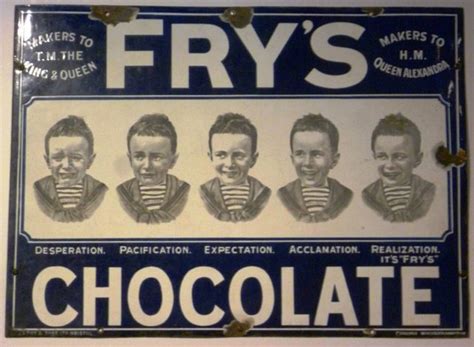 FRY'S
MAKERS TO
T.M. THE
KING & QUEEN
MAKERS TO
H.M.
QUEEN ALEXANDRA
DESPERATION. PACIFICATION. EXPECTATION. ACCLAMATION. REALIZATION.
IT'S "FRY'S"
CHOCOLATE